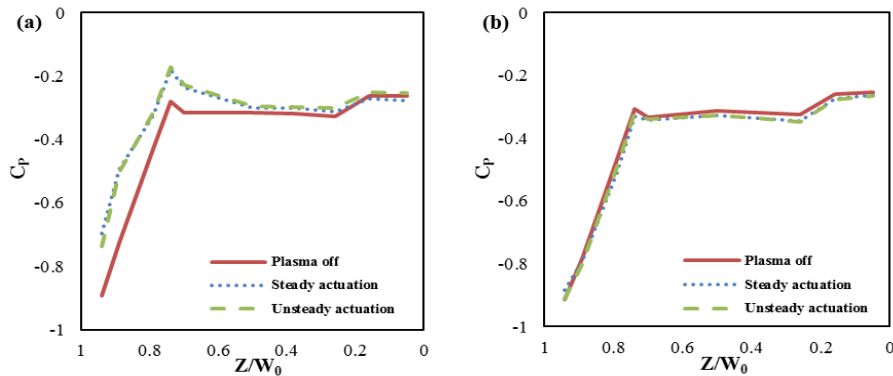 (a)
0
-0.2
-0.4
-0.6
-0.8
-1
C_P
Plasma off
Steady actuation
Unsteady actuation
1 0.8 0.6 0.4 0.2 0
Z/W₀
(b)
0
-0.2
-0.4
-0.6
-0.8
-1
C_P
Plasma off
Steady actuation
Unsteady actuation
1 0.8 0.6 0.4 0.2 0
Z/W₀